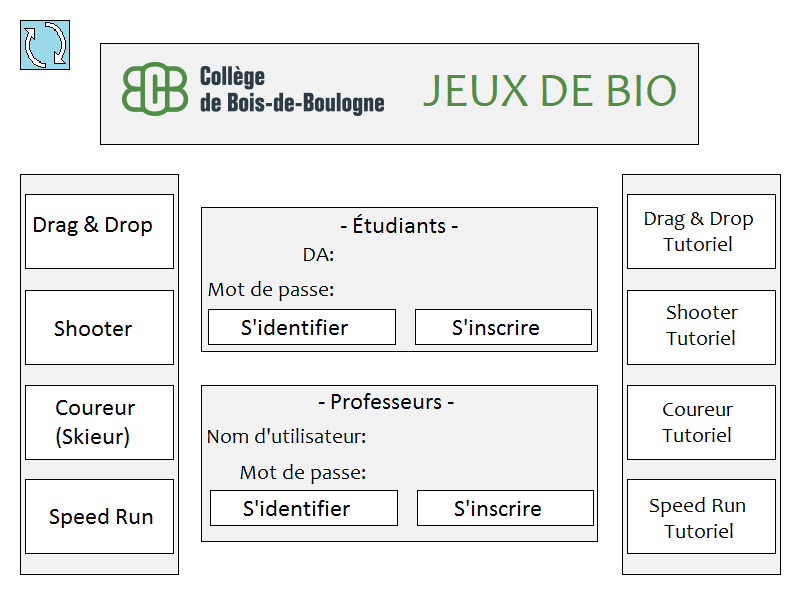 Collège
de Bois-de-Boulogne
JEUX DE BIO
Drag & Drop
Shooter
Coureur
(Skieur)
Speed Run
- Étudiants -
DA:
Mot de passe:
S'identifier
S'inscrire
- Professeurs -
Nom d'utilisateur:
Mot de passe:
S'identifier
S'inscrire
Drag & Drop
Tutoriel
Shooter
Tutoriel
Coureur
Tutoriel
Speed Run
Tutoriel